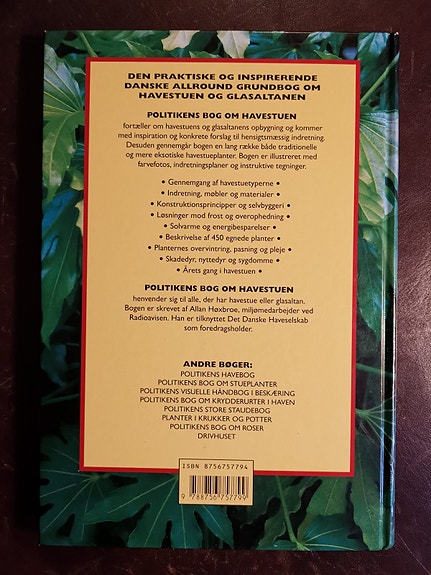 DEN PRAKTISKE OG INSPIRERENDE
DANSKE ALLROUND GRUNDBOG OM
HAVESTUEN OG GLASALTANEN
POLITIKENS BOG OM HAVESTUEN
fortæller om havestuens og glasaltanens opbygning og kommer
med inspiration og konkrete forslag til hensigtsmæssig indretning.
Desuden gennemgår bogen en lang række både traditionelle
og mere eksotiske havestueplanter. Bogen er illustreret med
farvefotos, indretningsplaner og instruktive tegninger.
• Gennemgang af havestuetyperne •
• Indretning, møbler og materialer •
• Konstruktionsprincipper og selvbyggeri •
• Løsninger mod frost og overophedning •
• Solvarme og energibesparelser •
• Beskrivelse af 450 egnede planter •
• Planternes overvintring, pasning og pleje •
• Skadedyr, nyttedyr og sygdomme •
• Årets gang i havestuen •
POLITIKENS BOG OM HAVESTUEN
henvender sig til alle, der har havestue eller glasaltan.
Bogen er skrevet af Allan Høxbroe, miljømedarbejder ved
Radioavisen. Han er tilknyttet Det Danske Haveselskab
som foredragsholder.
ANDRE BØGER:
POLITIKENS HAVEBOG
POLITIKENS BOG OM STUEPLANTER
POLITIKENS VISUELLE HÅNDBOG I BESKÆRING
POLITIKENS BOG OM KRYDDERURTER I HAVEN
POLITIKENS STORE STAUDEBOG
PLANTER I KRUKKER OG POTTER
POLITIKENS BOG OM ROSER
DRIVHUSET
ISBN 8756757794
9 788756 757799